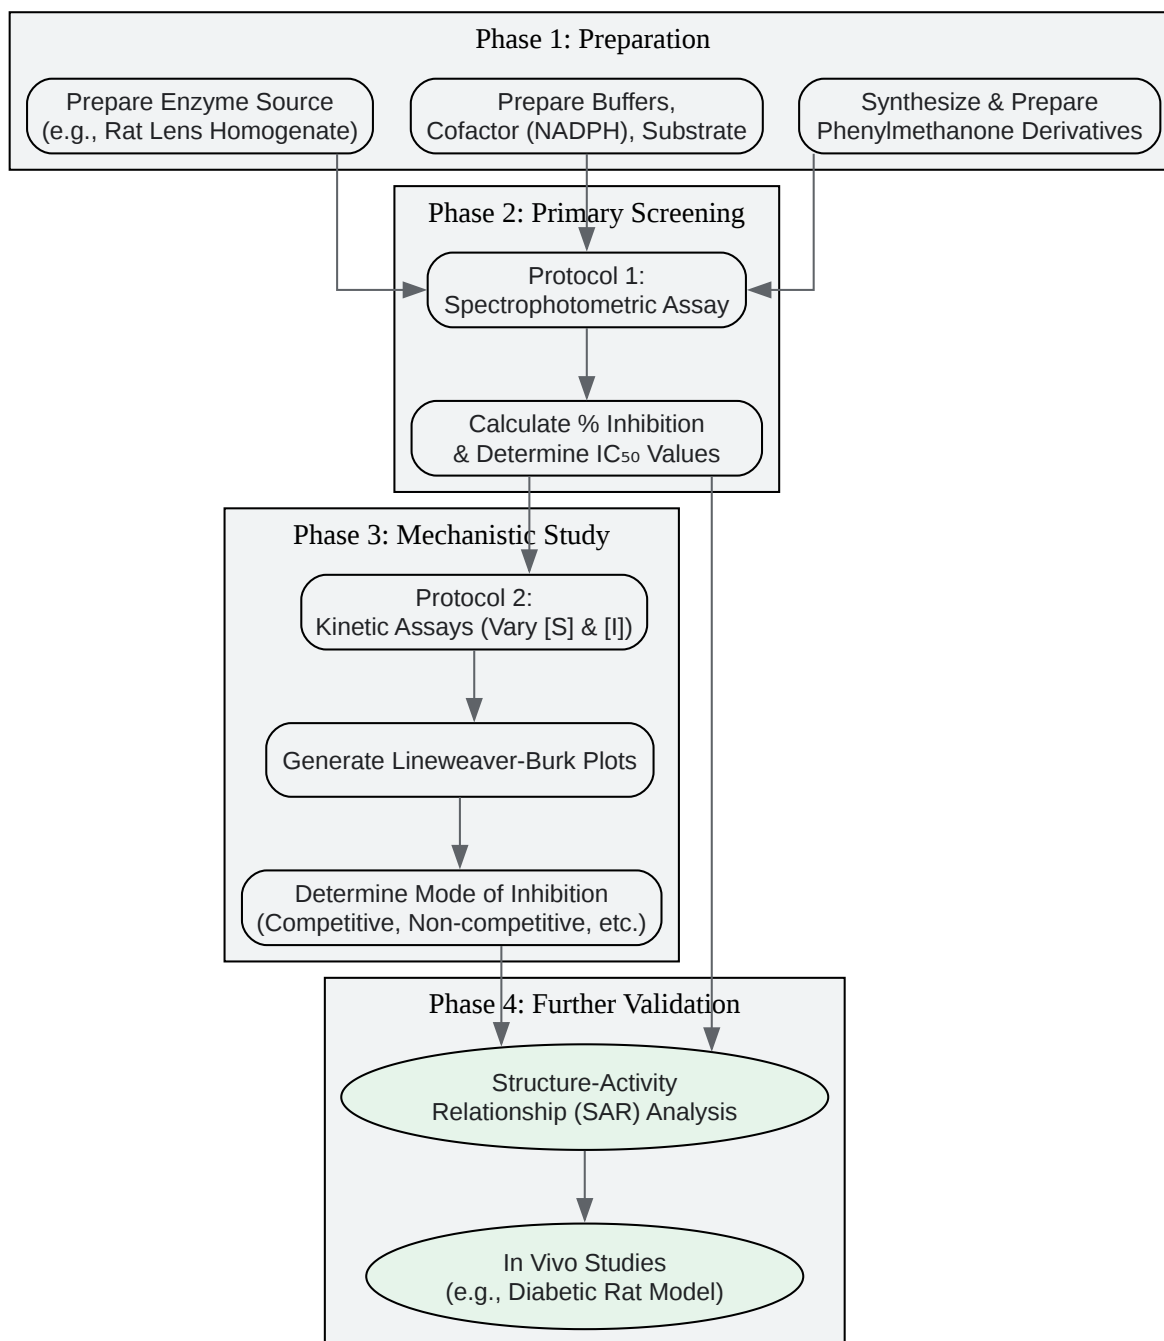 Phase 1: Preparation
Prepare Enzyme Source
(e.g., Rat Lens Homogenate)
Prepare Buffers,
Cofactor (NADPH), Substrate
Synthesize & Prepare
Phenylmethanone Derivatives
Phase 2: Primary Screening
Protocol 1:
Spectrophotometric Assay
Calculate % Inhibition
& Determine IC₅₀ Values
Phase 3: Mechanistic Study
Protocol 2:
Kinetic Assays (Vary [S] & [I])
Generate Lineweaver-Burk Plots
Determine Mode of Inhibition
(Competitive, Non-competitive, etc.)
Phase 4: Further Validation
Structure-Activity
Relationship (SAR) Analysis
In Vivo Studies
(e.g., Diabetic Rat Model)